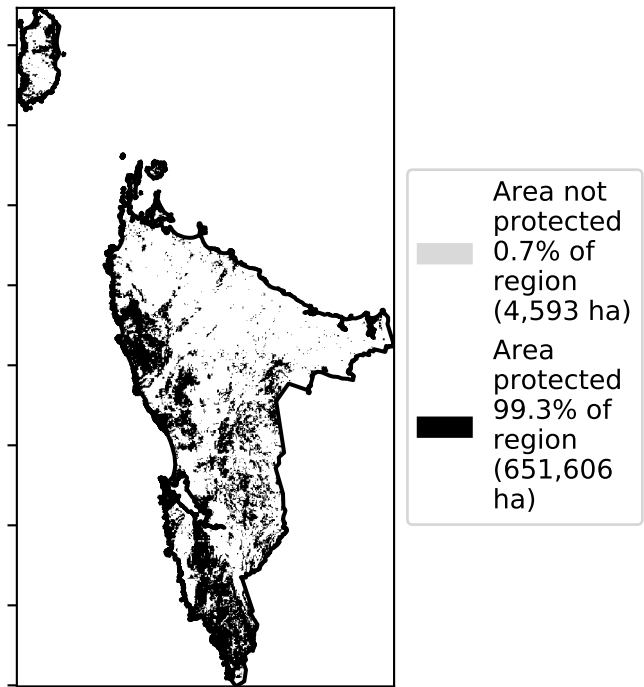 Area not
protected
0.7% of
region
(4,593 ha)
Area
protected
99.3% of
region
(651,606
ha)